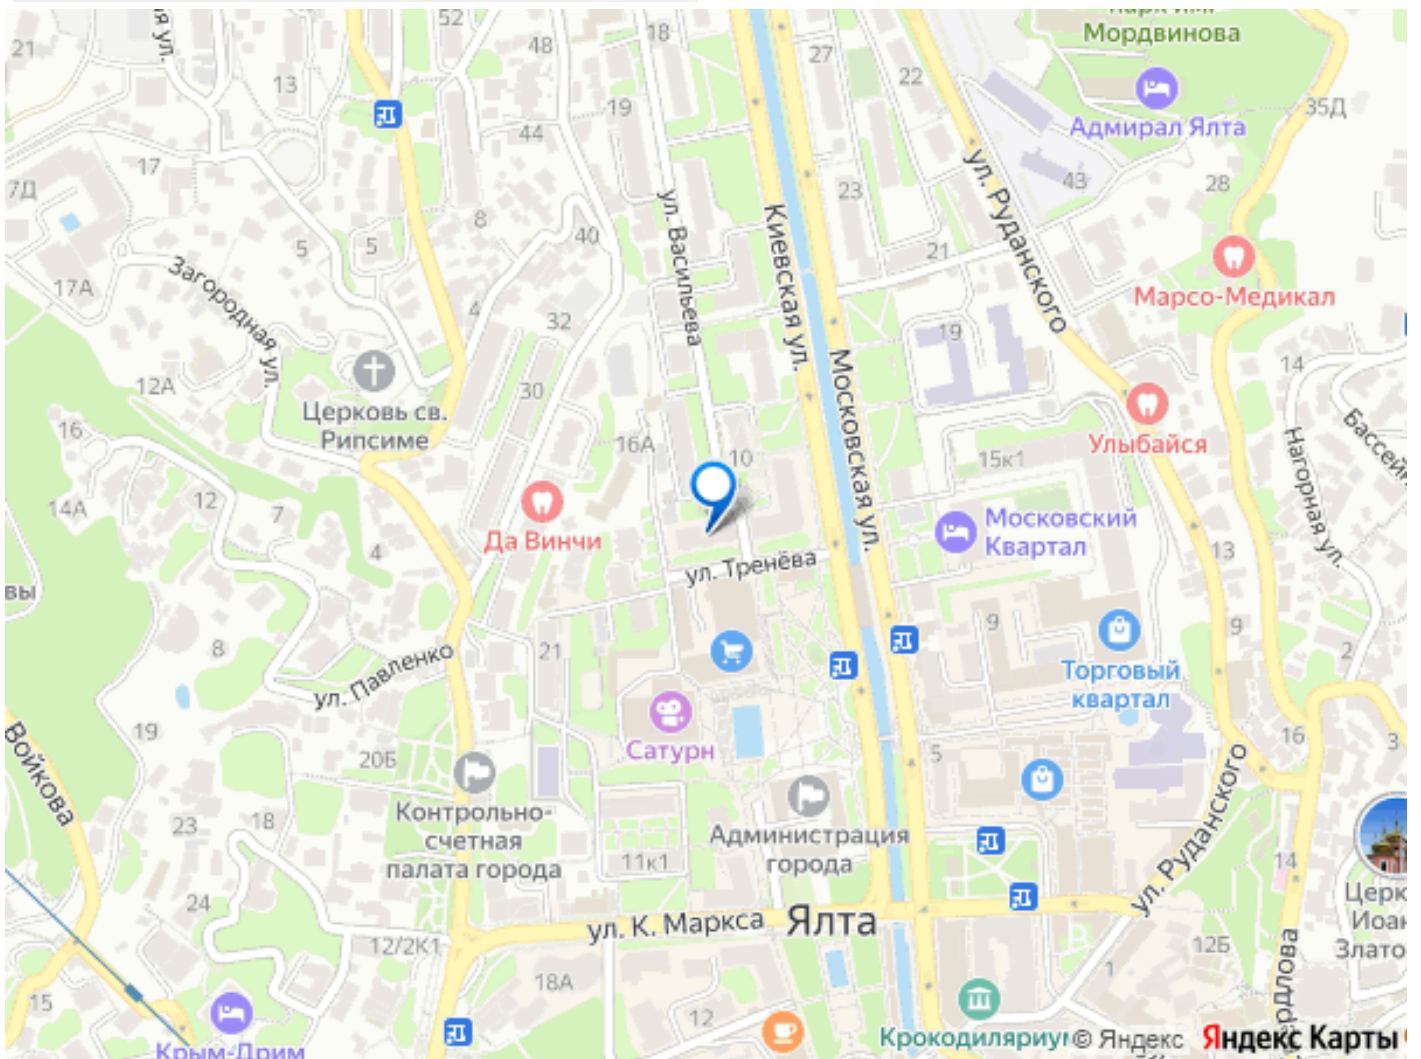 парк им.
Мордвинова
52
48
18
27
22
21
13
19
44
35Д
Адмирал Ялта
17
7Д
8
23
43
28
ул. Руданского
ул. Васильева
Киевская ул.
5
5
40
21
17А
Загородная ул.
4
32
Марсо-Медикал
19
14
12А
30
Церковь св.
Рипсиме
Московская ул.
Нагорная ул.
16
16А
10
15к1
Улыбайся
14А
12
7
4
Да Винчи
Московский
Квартал
13
ул. Тренёва
8
21
9
9
2
ул. Павленко
Торговый
квартал
19
20Б
Сатурн
5
16
3
Войкова
Контрольно-
счетная
палата города
Администрация
города
23
18
11к1
14
24
ул. Руданского
ул. К. Маркса
Ялта
12/2К1
18А
12Б
1
15
12
Крокодиляриум
Крым-Дрим
© Яндекс
Яндекс Карты